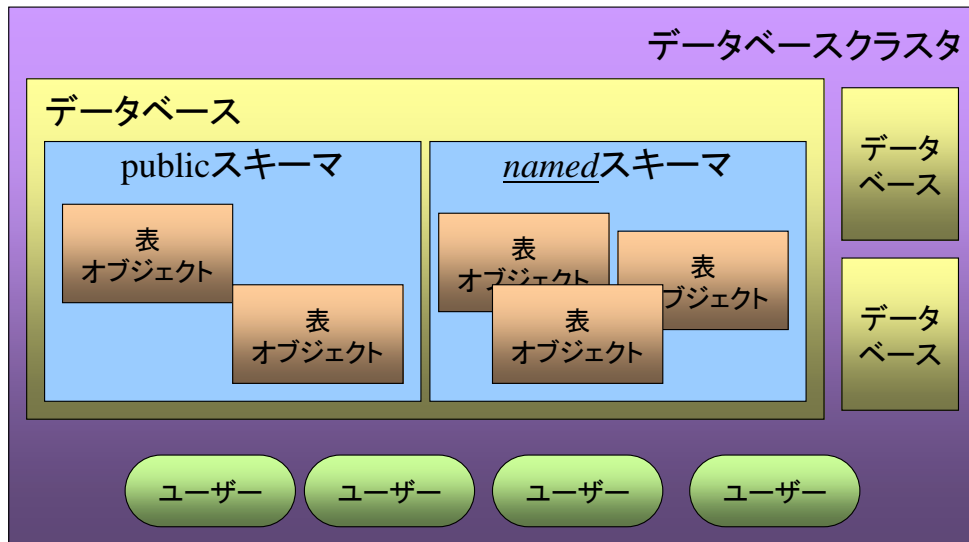 データベースクラスタ
データベース
publicスキーマ
表
オブジェクト
表
オブジェクト
namedスキーマ
表
オブジェクト
表
ブジェクト
表
オブジェクト
データ
ベース
データ
ベース
ユーザー
ユーザー
ユーザー
ユーザー